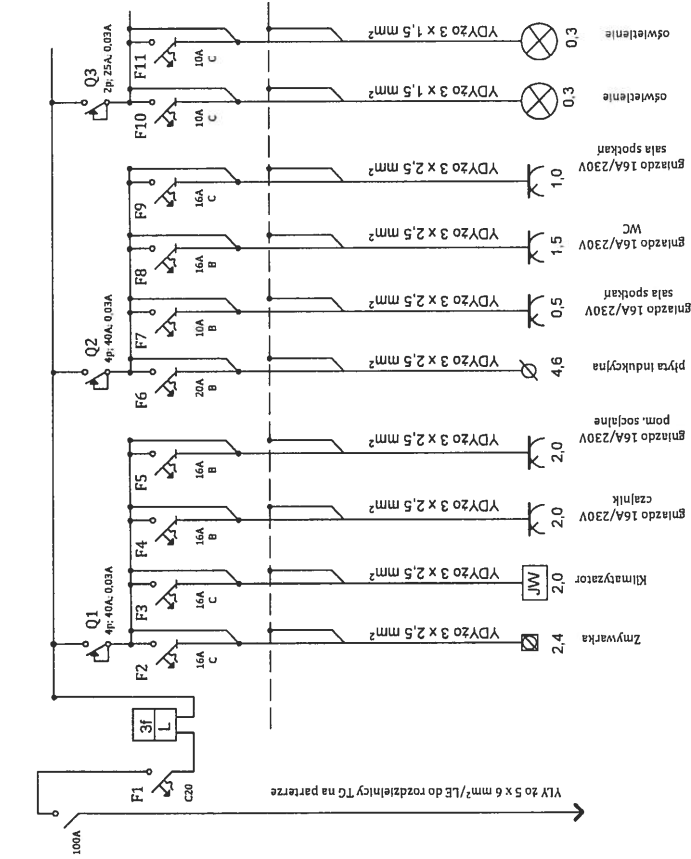 100A
YLY żo 5 x 6 mm²/LE do rozdzielnicy TG na parterze
F1
C20
3f
L
Q1
4p; 40A; 0,03A
F2
16A
C
YDYżo 3 x 2,5 mm²
2,4
Zmywarka
F3
16A
C
YDYżo 3 x 2,5 mm²
JW
2,0
Klimatyzator
F4
16A
B
YDYżo 3 x 2,5 mm²
2,0
gniazdo 16A/230V
czajnik
F5
16A
B
YDYżo 3 x 2,5 mm²
2,0
gniazdo 16A/230V
pom. socjalne
Q2
4p; 40A; 0,03A
F6
20A
B
YDYżo 3 x 2,5 mm²
4,6
płyta indukcyjna
F7
10A
B
YDYżo 3 x 2,5 mm²
0,5
gniazdo 16A/230V
sala spotkań
F8
16A
B
YDYżo 3 x 2,5 mm²
1,5
gniazdo 16A/230V
WC
F9
16A
C
YDYżo 3 x 2,5 mm²
1,0
gniazdo 16A/230V
sala spotkań
Q3
2p; 25A; 0,03A
F10
10A
C
YDYżo 3 x 1,5 mm²
0,3
oświetlenie
F11
10A
C
YDYżo 3 x 1,5 mm²
0,3
oświetlenie